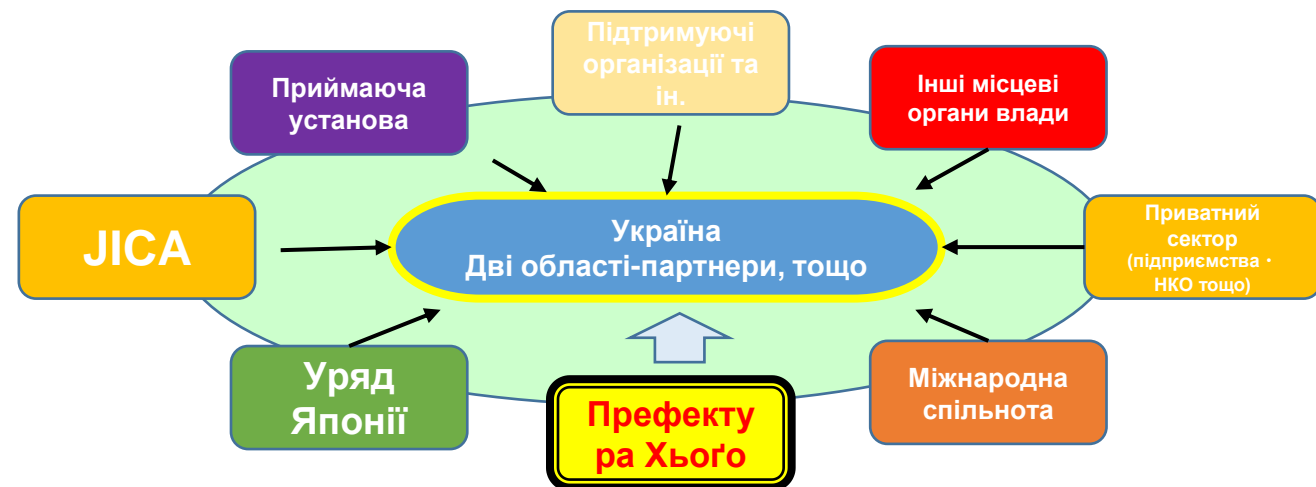 Підтримуючі
організації та
ін.
Приймаюча
установа
Інші місцеві
органи влади
JICA
Україна
Дві області-партнери, тощо
Приватний
сектор
(підприємства・
НКО тощо)
Уряд
Японії
Префекту
ра Хьоґо
Міжнародна
спільнота